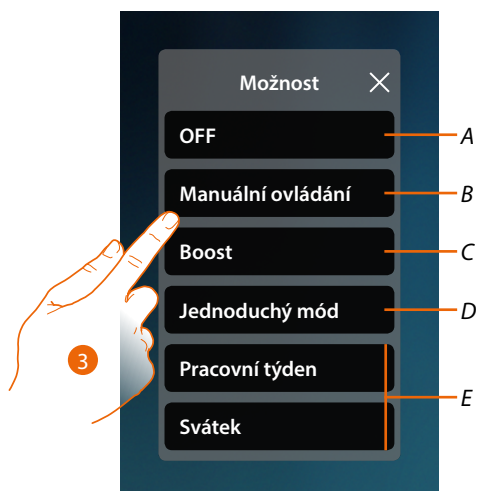 Možnost
OFF
A
Manuální ovládání
B
Boost
C
Jednoduchý mód
D
Pracovní týden
E
Svátek
3